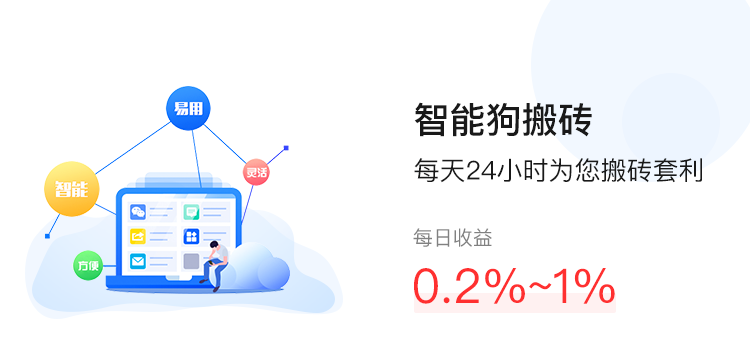 易用
灵活
智能
方便
智能狗搬砖
每天24小时为您搬砖套利
每日收益
0.2%~1%